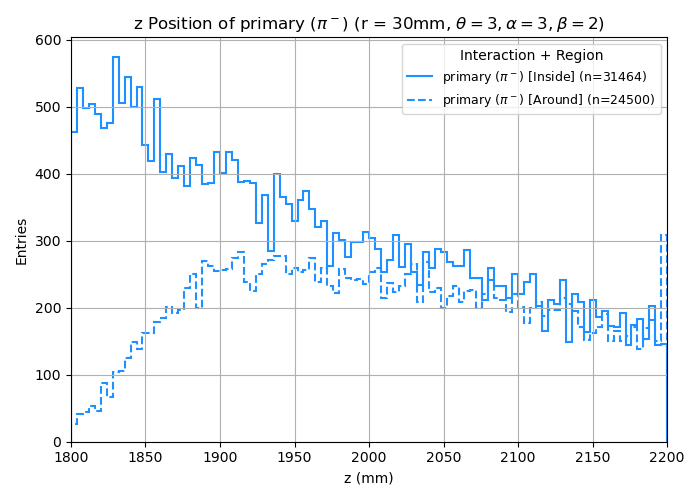 z Position of primary (π⁻) (r = 30mm, θ = 3, α = 3, β = 2)
Interaction + Region
primary (π⁻) [Inside] (n=31464)
primary (π⁻) [Around] (n=24500)
Entries
600
500
400
300
200
100
0
1800 1850 1900 1950 2000 2050 2100 2150 2200
z (mm)